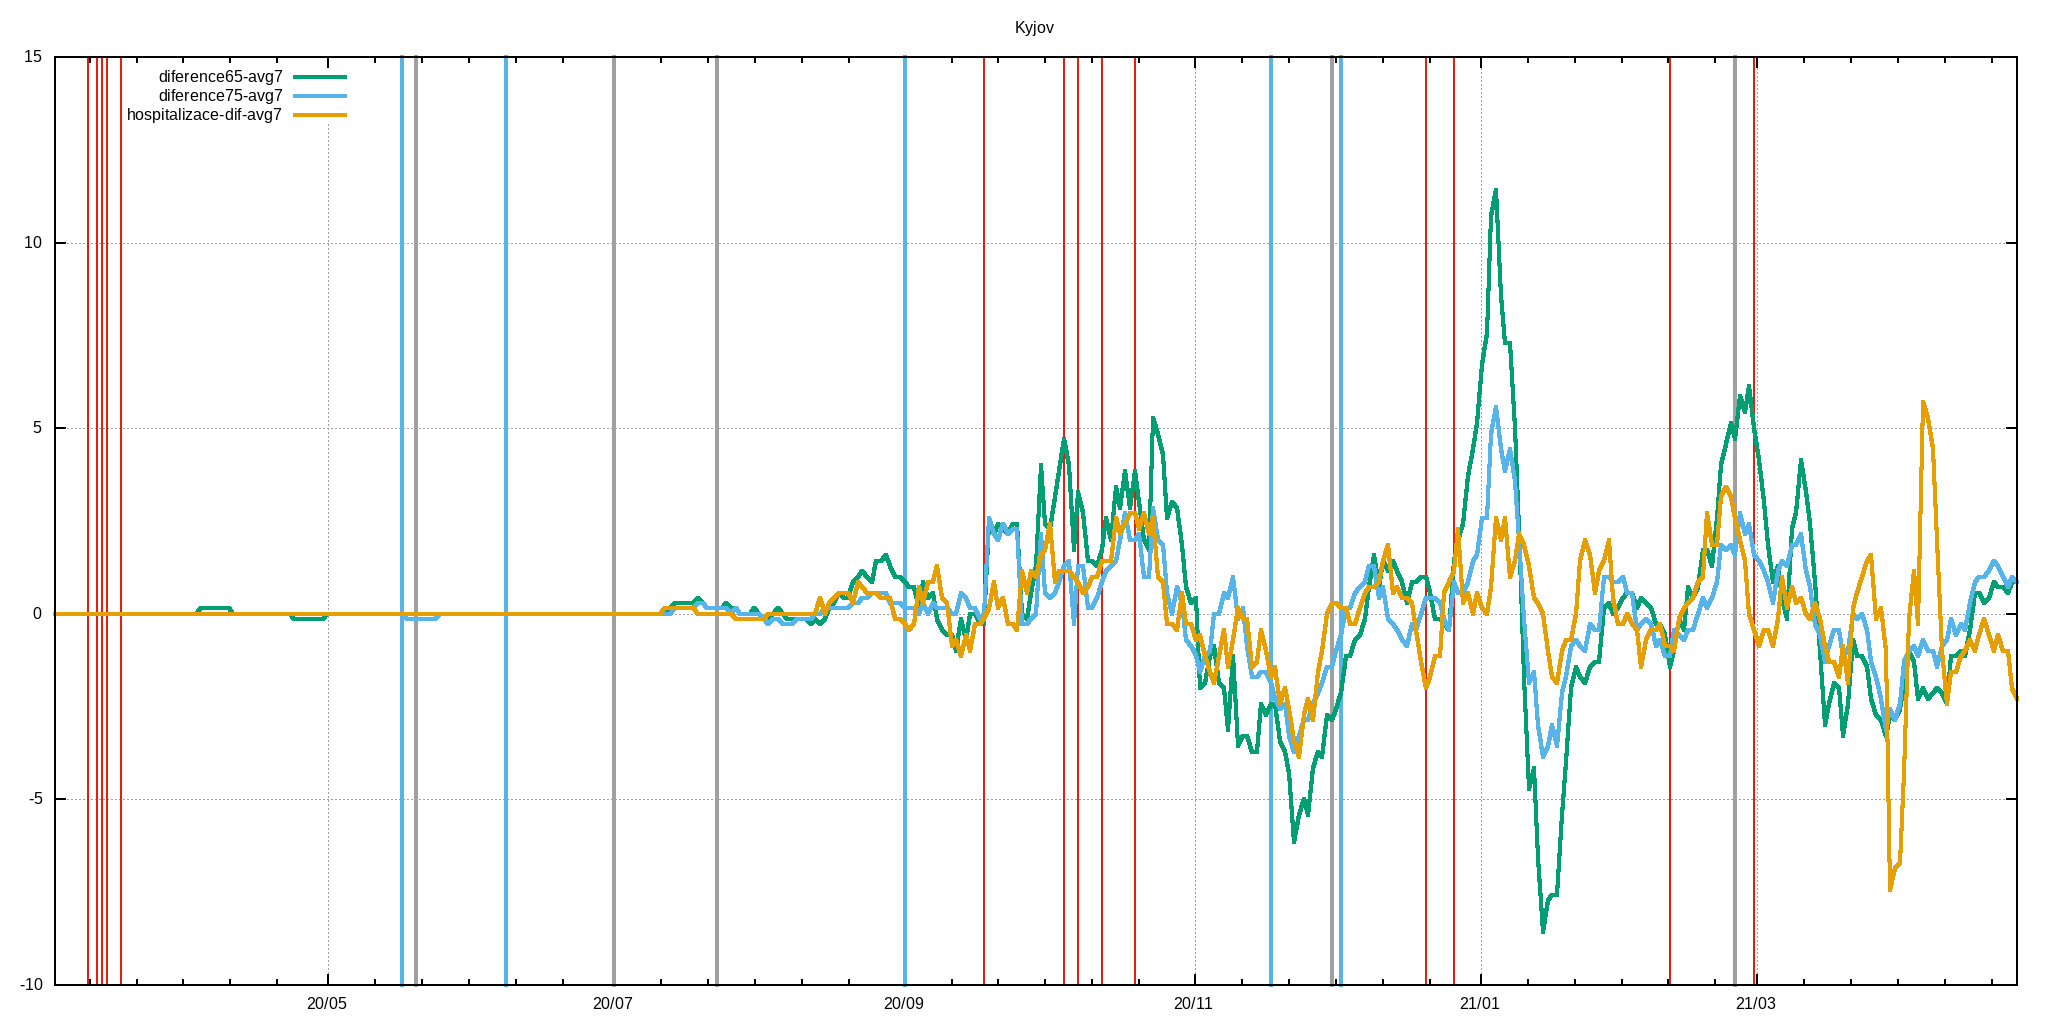 Kyjov
15
diference65-avg7
diference75-avg7
hospitalizace-dif-avg7
10
5
0
-5
-10
20/05 20/07 20/09 20/11 21/01 21/03